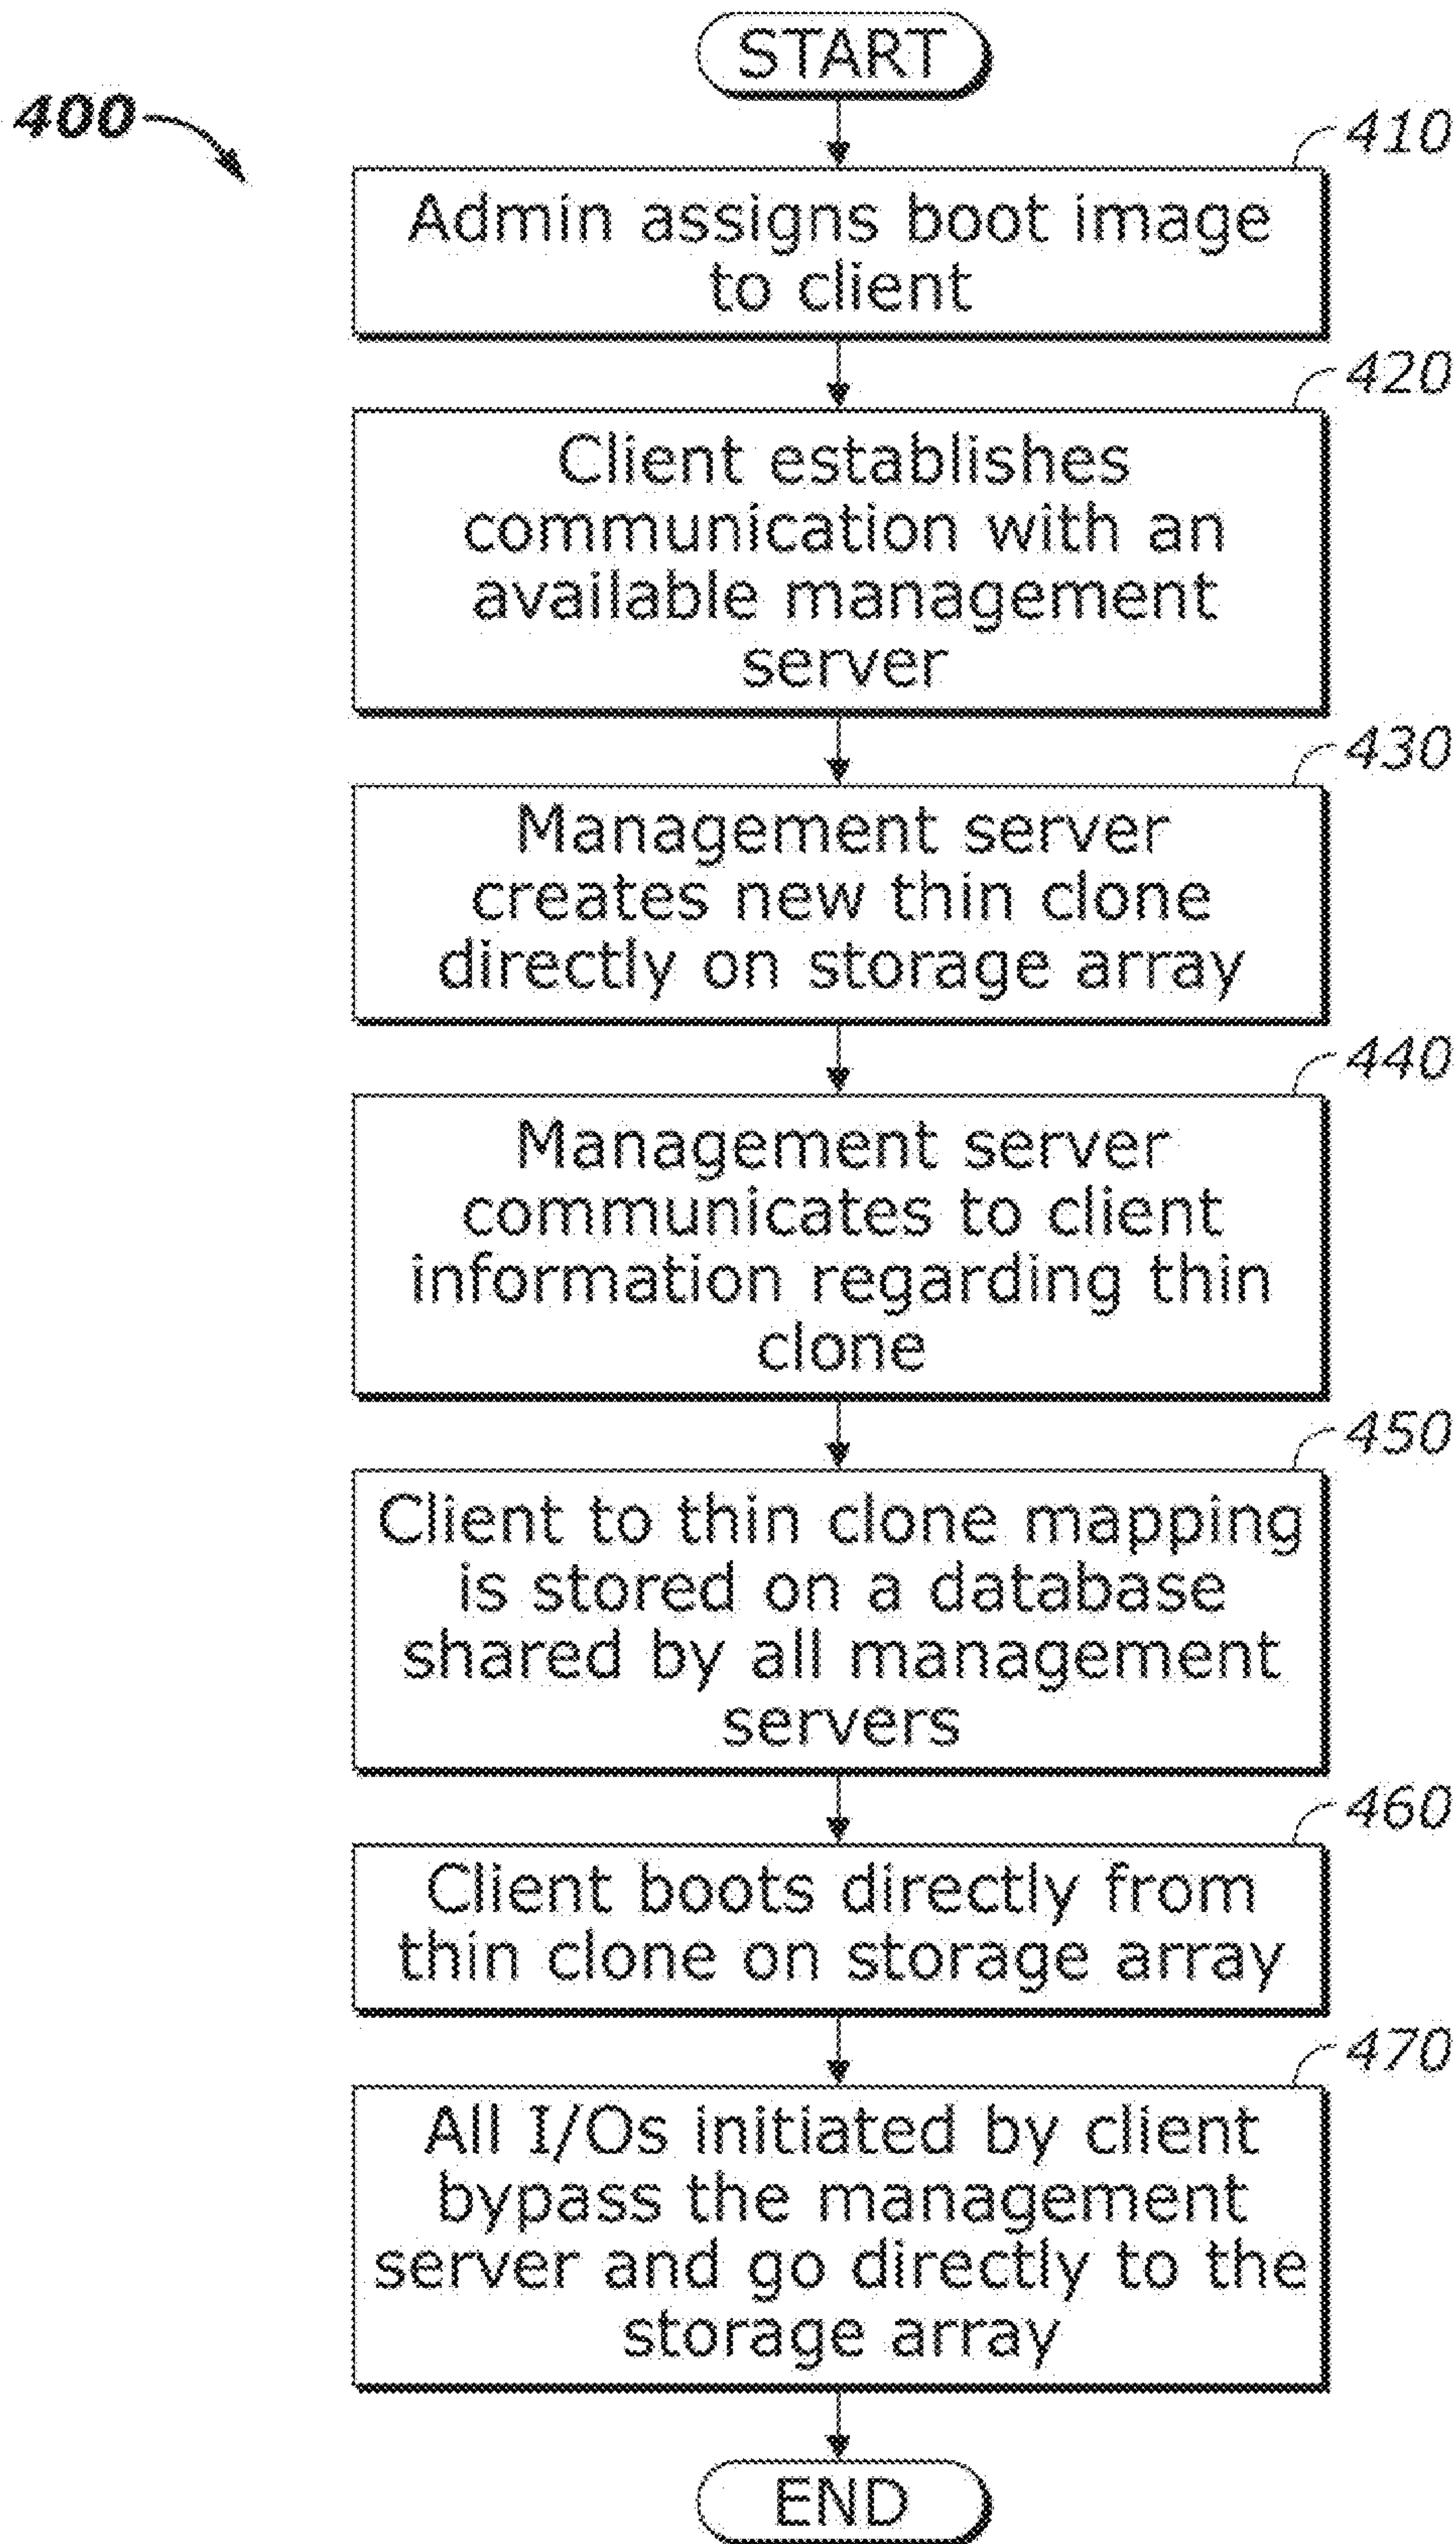 START
400
410
Admin assigns boot image
to client
420
Client establishes
communication with an
available management
server
430
Management server
creates new thin clone
directly on storage array
440
Management server
communicates to client
information regarding thin
clone
450
Client to thin clone mapping
is stored on a database
shared by all management
servers
460
Client boots directly from
thin clone on storage array
470
All I/Os initiated by client
bypass the management
server and go directly to the
storage array
END